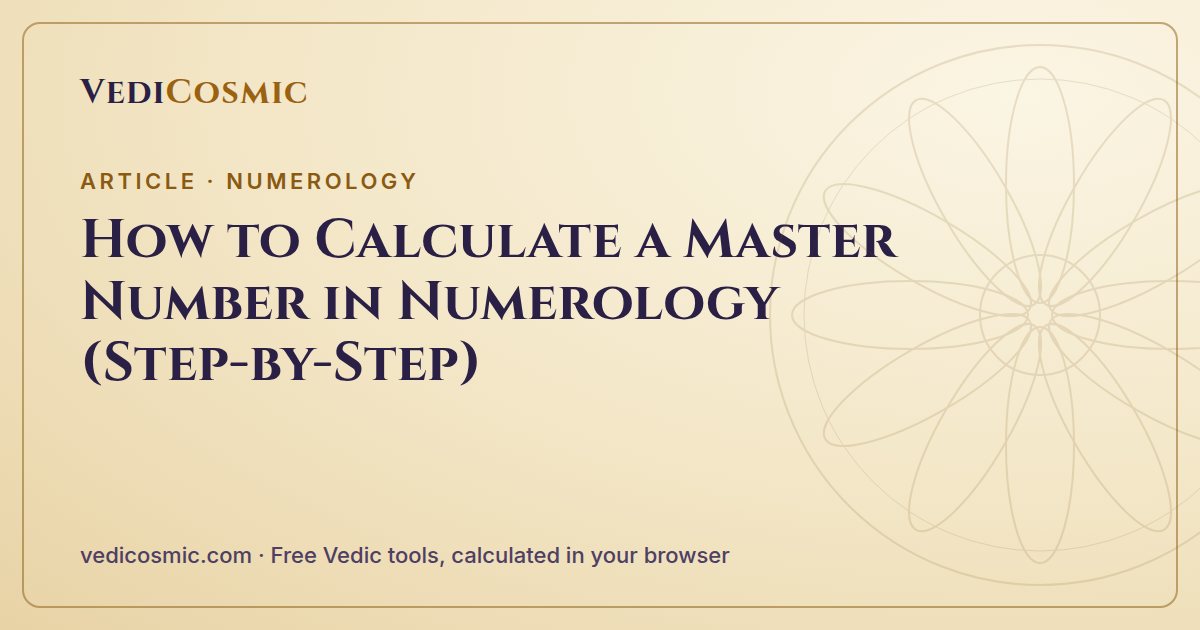 VediCosmic
ARTICLE · NUMEROLOGY
How to Calculate a Master
Number in Numerology
(Step-by-Step)
vedicosmic.com · Free Vedic tools, calculated in your browser